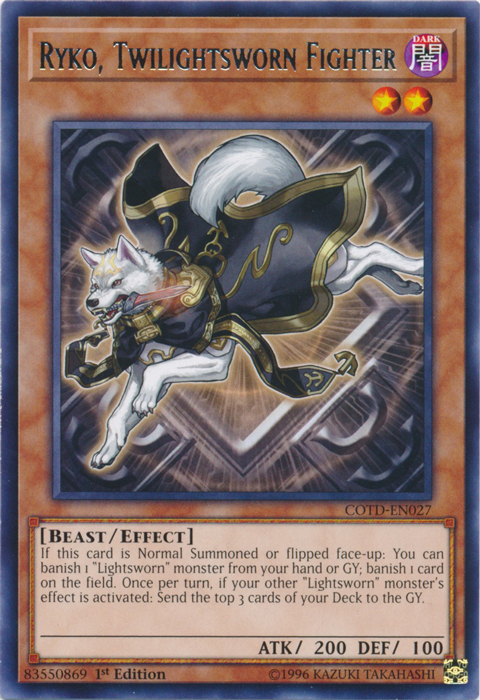 Ryko, Twilightsworn Fighter
DARK
闇
COTD-EN027
[Beast/Effect]
If this card is Normal Summoned or flipped face-up: You can
banish 1 "Lightsworn" monster from your hand or GY; banish 1 card
on the field. Once per turn, if your other "Lightsworn" monster's
effect is activated: Send the top 3 cards of your Deck to the GY.
ATK/ 200 DEF/ 100
83550869 1st Edition ©1996 KAZUKI TAKAHASHI